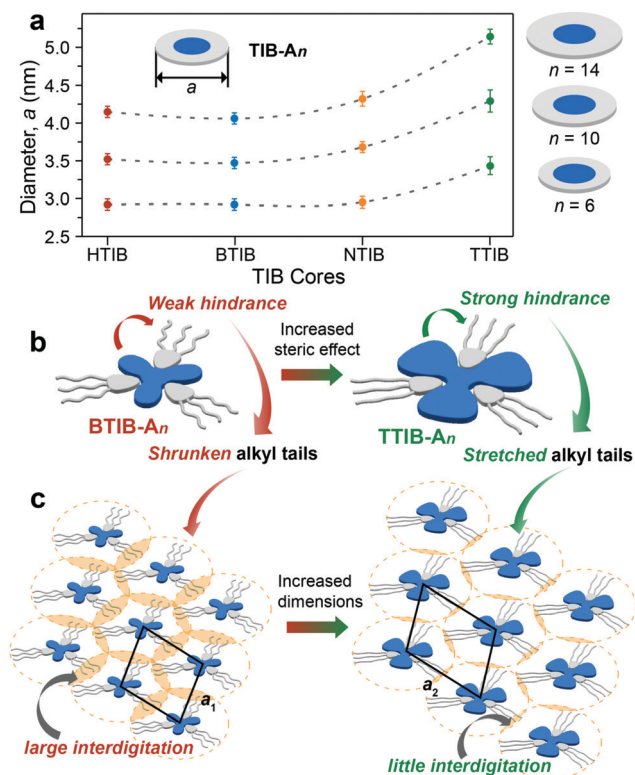 a
TIB-An
a
5.0
4.5
4.0
3.5
3.0
2.5
Diameter, a (nm)
HTIB BTIB NTIB TTIB
TIB Cores
n = 14
n = 10
n = 6
b
Weak hindrance
Increased
steric effect
Strong hindrance
BTIB-An
TTIB-An
Shrunken alkyl tails
Stretched alkyl tails
c
Increased
dimensions
a1
a2
large interdigitation
little interdigitation